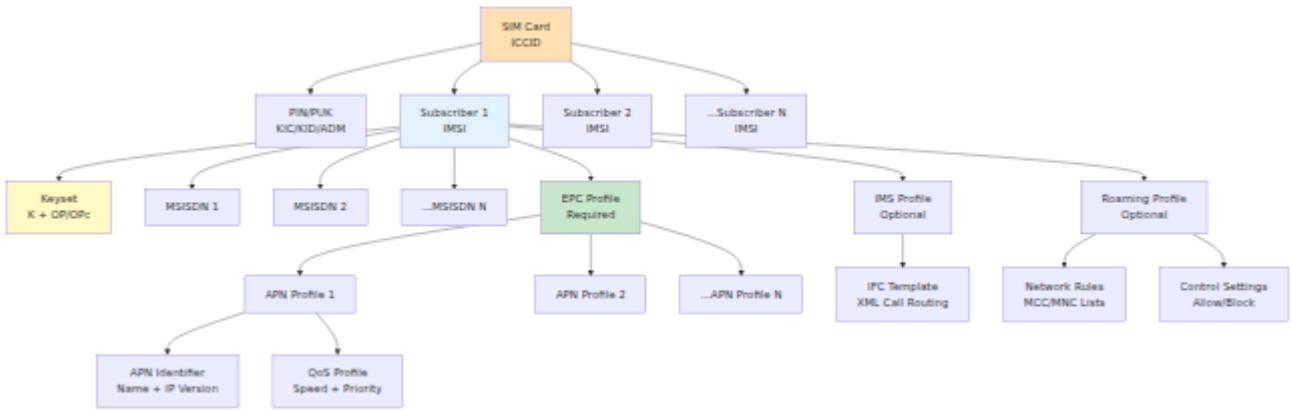 SIM Card
ICCID
PIN/PUK
KIC/KID/ADM
Subscriber 1
IMSI
Subscriber 2
IMSI
...Subscriber N
IMSI
Keyset
K + OP/OPc
MSISDN 1
MSISDN 2
...MSISDN N
EPC Profile
Required
IMS Profile
Optional
Roaming Profile
Optional
APN Profile 1
APN Profile 2
...APN Profile N
IFC Template
XML Call Routing
Network Rules
MCC/MNC Lists
Control Settings
Allow/Block
APN Identifier
Name + IP Version
QoS Profile
Speed + Priority